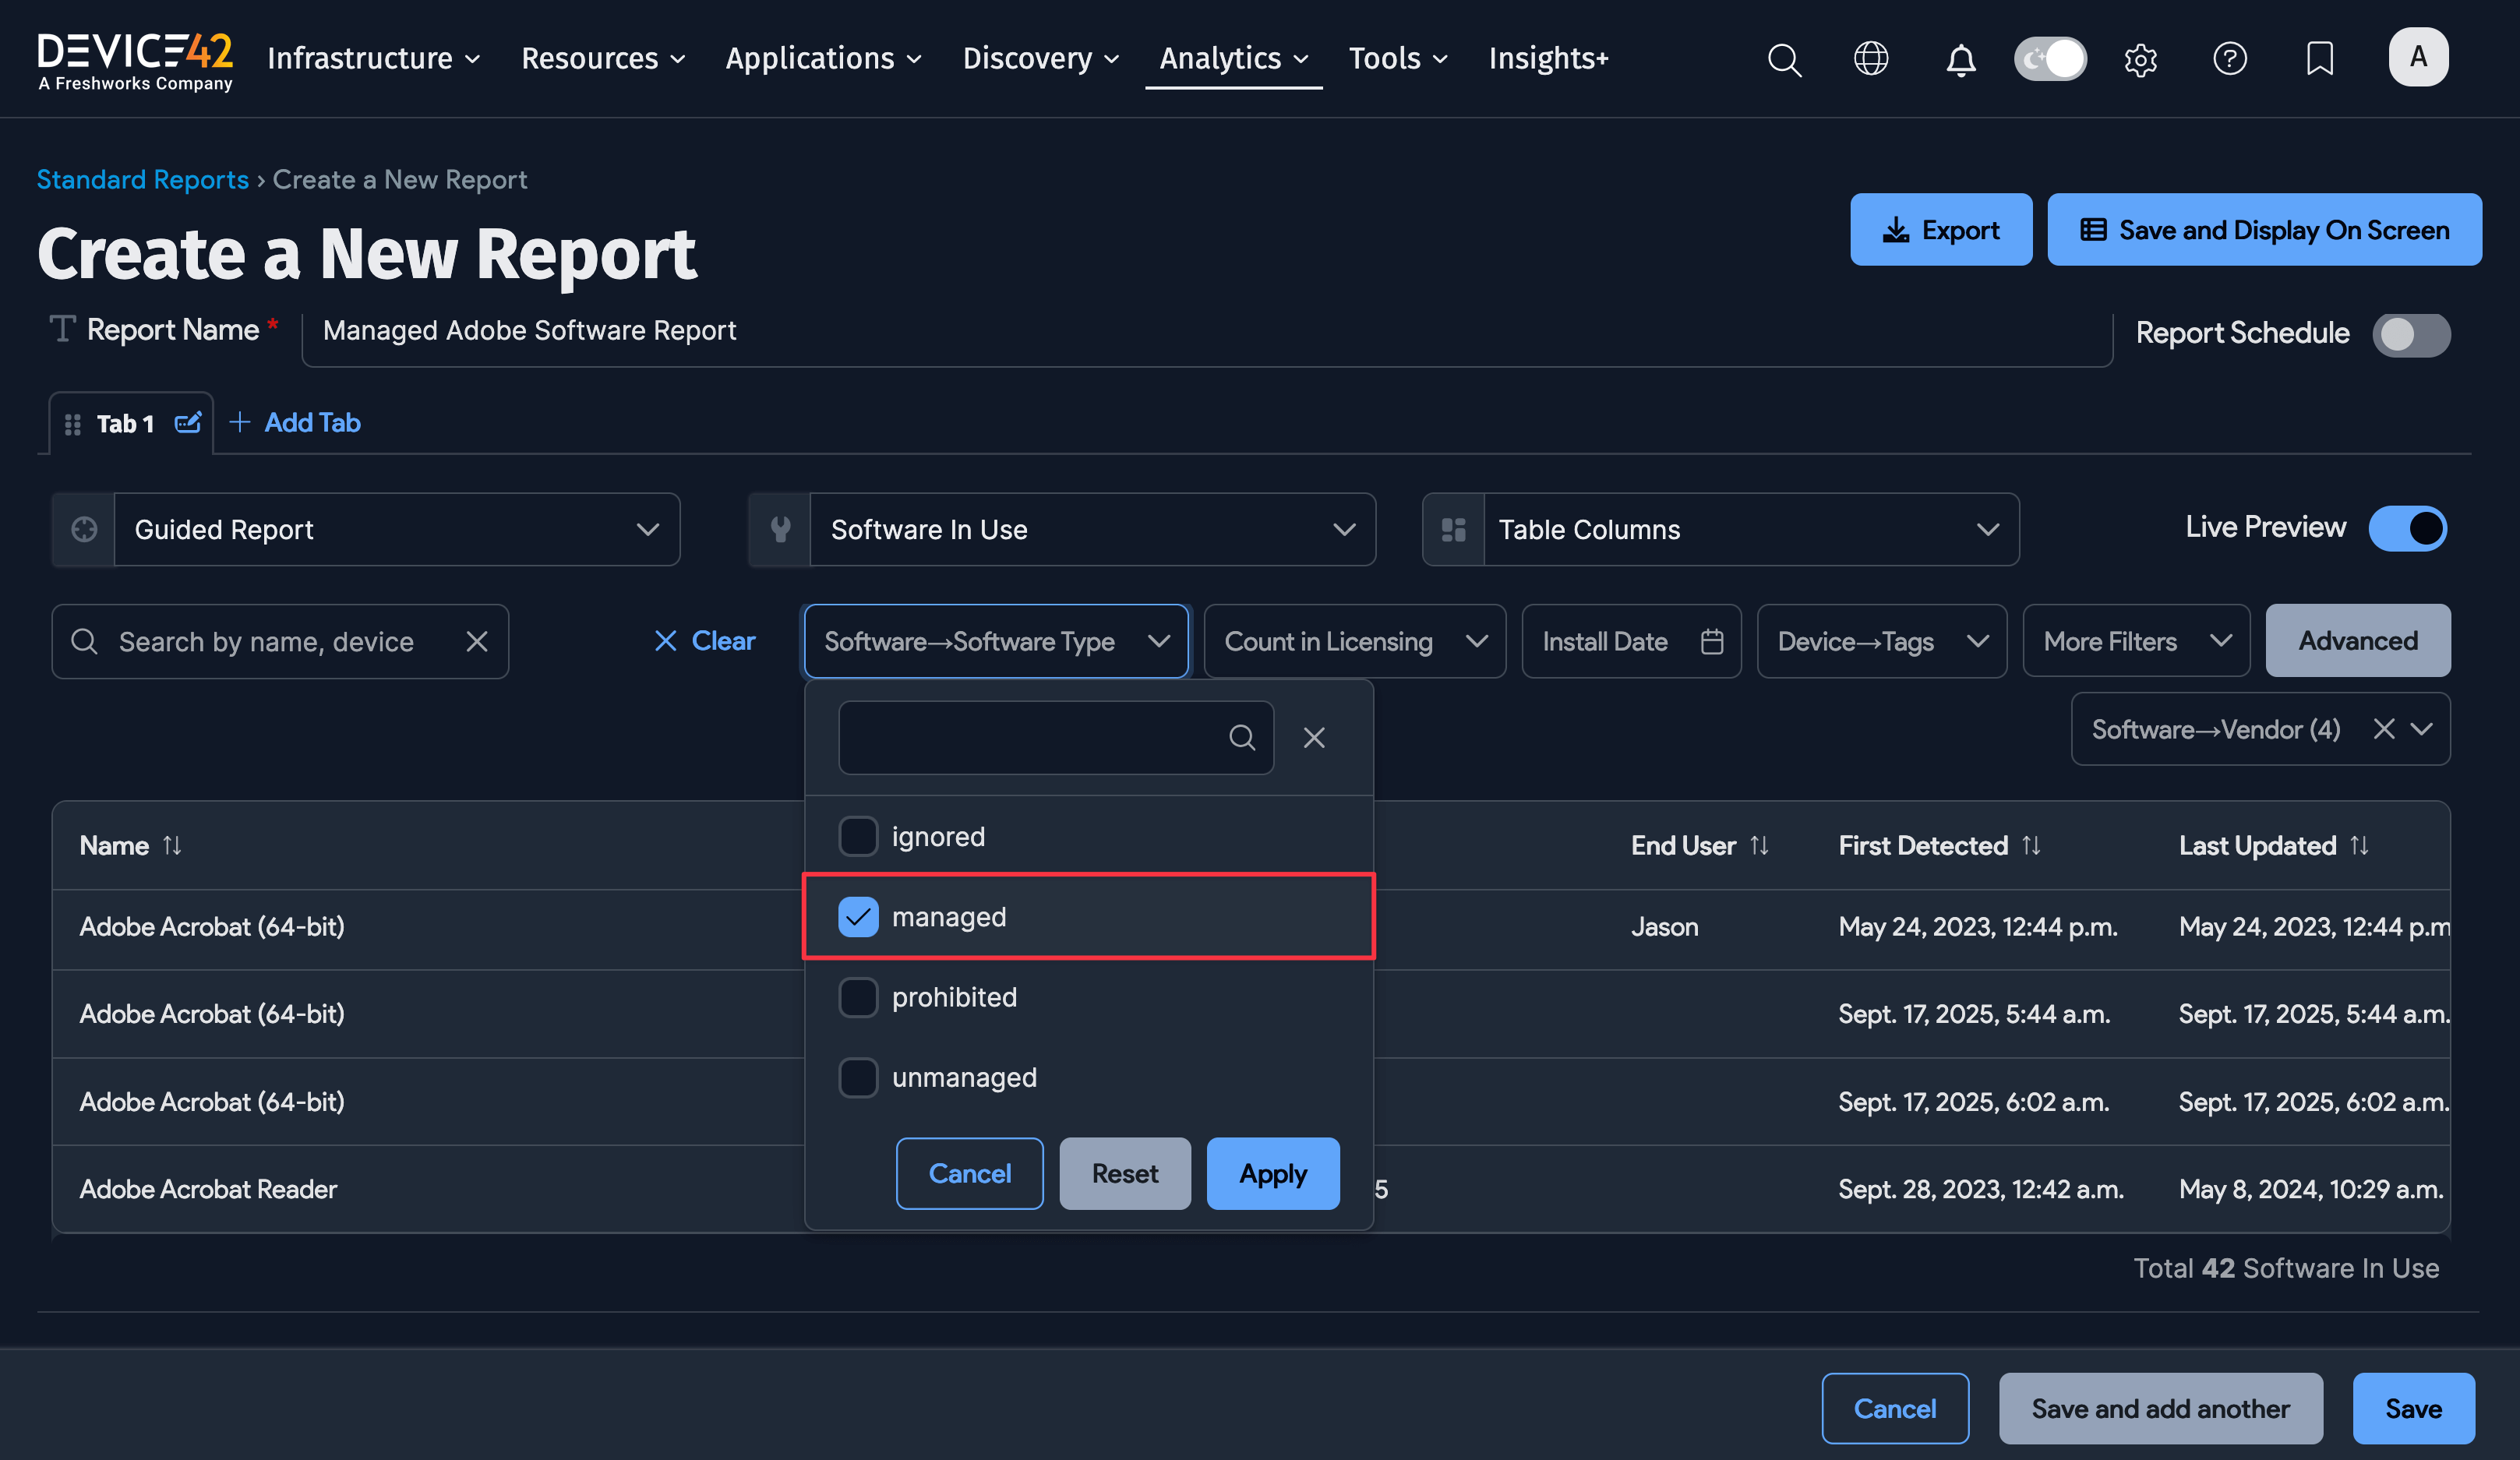 DEVICE42
A Freshworks Company
Infrastructure Resources Applications Discovery Analytics Tools Insights+
A
Standard Reports › Create a New Report
Create a New Report
Export
Save and Display On Screen
Report Name *
Managed Adobe Software Report
Report Schedule
Tab 1
+ Add Tab
Guided Report
Software In Use
Table Columns
Live Preview
Search by name, device
Clear
Software→Software Type
Count in Licensing
Install Date
Device→Tags
More Filters
Advanced
Software→Vendor (4)
ignored
managed
prohibited
unmanaged
Cancel
Reset
Apply
Name End User First Detected Last Updated
Adobe Acrobat (64-bit) Jason May 24, 2023, 12:44 p.m. May 24, 2023, 12:44 p.m
Adobe Acrobat (64-bit) Sept. 17, 2025, 5:44 a.m. Sept. 17, 2025, 5:44 a.m.
Adobe Acrobat (64-bit) Sept. 17, 2025, 6:02 a.m. Sept. 17, 2025, 6:02 a.m.
Adobe Acrobat Reader 5 Sept. 28, 2023, 12:42 a.m. May 8, 2024, 10:29 a.m.
Total 42 Software In Use
Cancel
Save and add another
Save